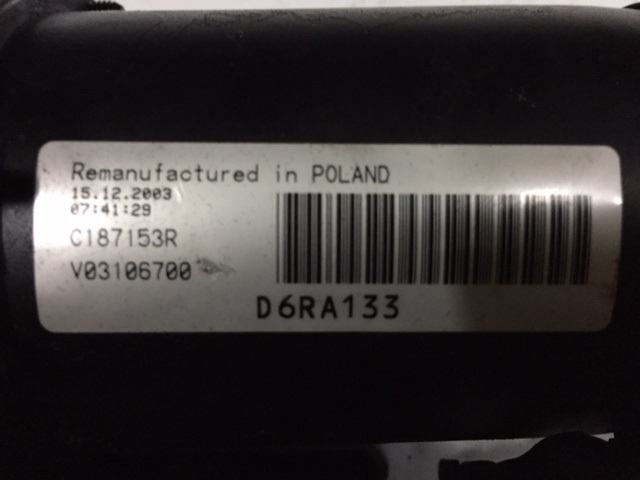 Remanufactured in POLAND
15.12.2003
07:41:29
C187153R
V03106700
D6RA133